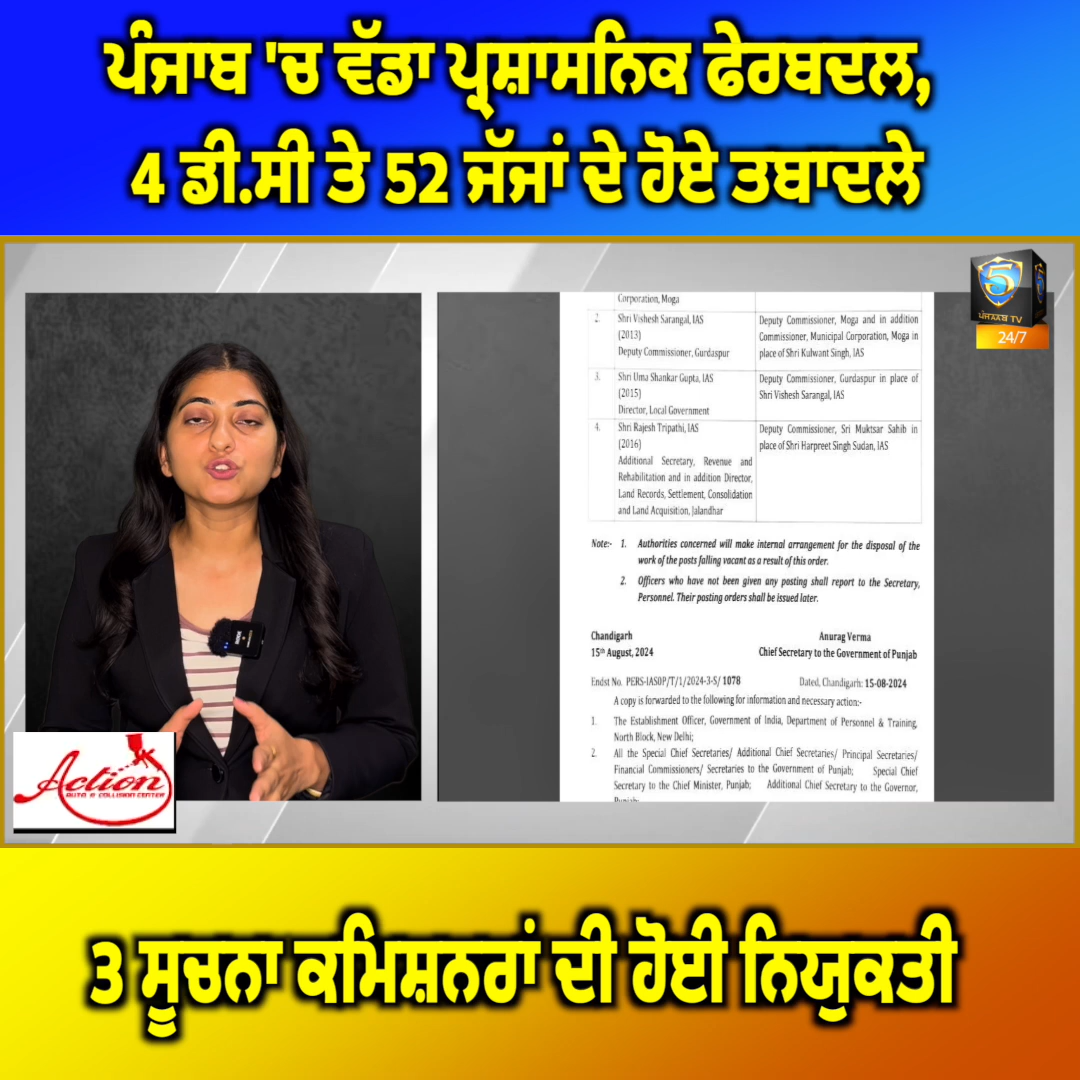 ਪੰਜਾਬ 'ਚ ਵੱਡਾ ਪ੍ਰਸ਼ਾਸਨਿਕ ਫੇਰਬਦਲ,
4 ਡੀ.ਸੀ ਤੇ 52 ਜੱਜਾਂ ਦੇ ਹੋਏ ਤਬਾਦਲੇ
5
ਪੰਜਾਬ TV
24/7
Corporation, Moga
2. Shri Vishesh Sarangal, IAS
(2013)
Deputy Commissioner, Gurdaspur
Deputy Commissioner, Moga and in addition
Commissioner, Municipal Corporation, Moga in
place of Shri Kulwant Singh, IAS
3. Shri Uma Shankar Gupta, IAS
(2015)
Director, Local Government
Deputy Commissioner, Gurdaspur in place of
Shri Vishesh Sarangal, IAS
4. Shri Rajesh Tripathi, IAS
(2016)
Additional Secretary, Revenue and
Rehabilitation and in addition Director,
Land Records, Settlement, Consolidation
and Land Acquisition, Jalandhar
Deputy Commissioner, Sri Muktsar Sahib in
place of Shri Harpreet Singh Sudan, IAS
Note:- 1. Authorities concerned will make internal arrangement for the disposal of the
work of the posts falling vacant as a result of this order.
2. Officers who have not been given any posting shall report to the Secretary,
Personnel. Their posting orders shall be issued later.
Chandigarh
15th August, 2024
Anurag Verma
Chief Secretary to the Government of Punjab
Endst No. PERS-IAS0P/T/1/2024-3-S/ 1078 Dated, Chandigarh: 15-08-2024
A copy is forwarded to the following for information and necessary action:-
1. The Establishment Officer, Government of India, Department of Personnel & Training,
North Block, New Delhi;
2. All the Special Chief Secretaries/ Additional Chief Secretaries/ Principal Secretaries/
Financial Commissioners/ Secretaries to the Government of Punjab; Special Chief
Secretary to the Chief Minister, Punjab; Additional Chief Secretary to the Governor,
Punjab;
Action
AUTO & COLLISION CENTER
3 ਸੂਚਨਾ ਕਮਿਸ਼ਨਰਾਂ ਦੀ ਹੋਈ ਨਿਯੁਕਤੀ